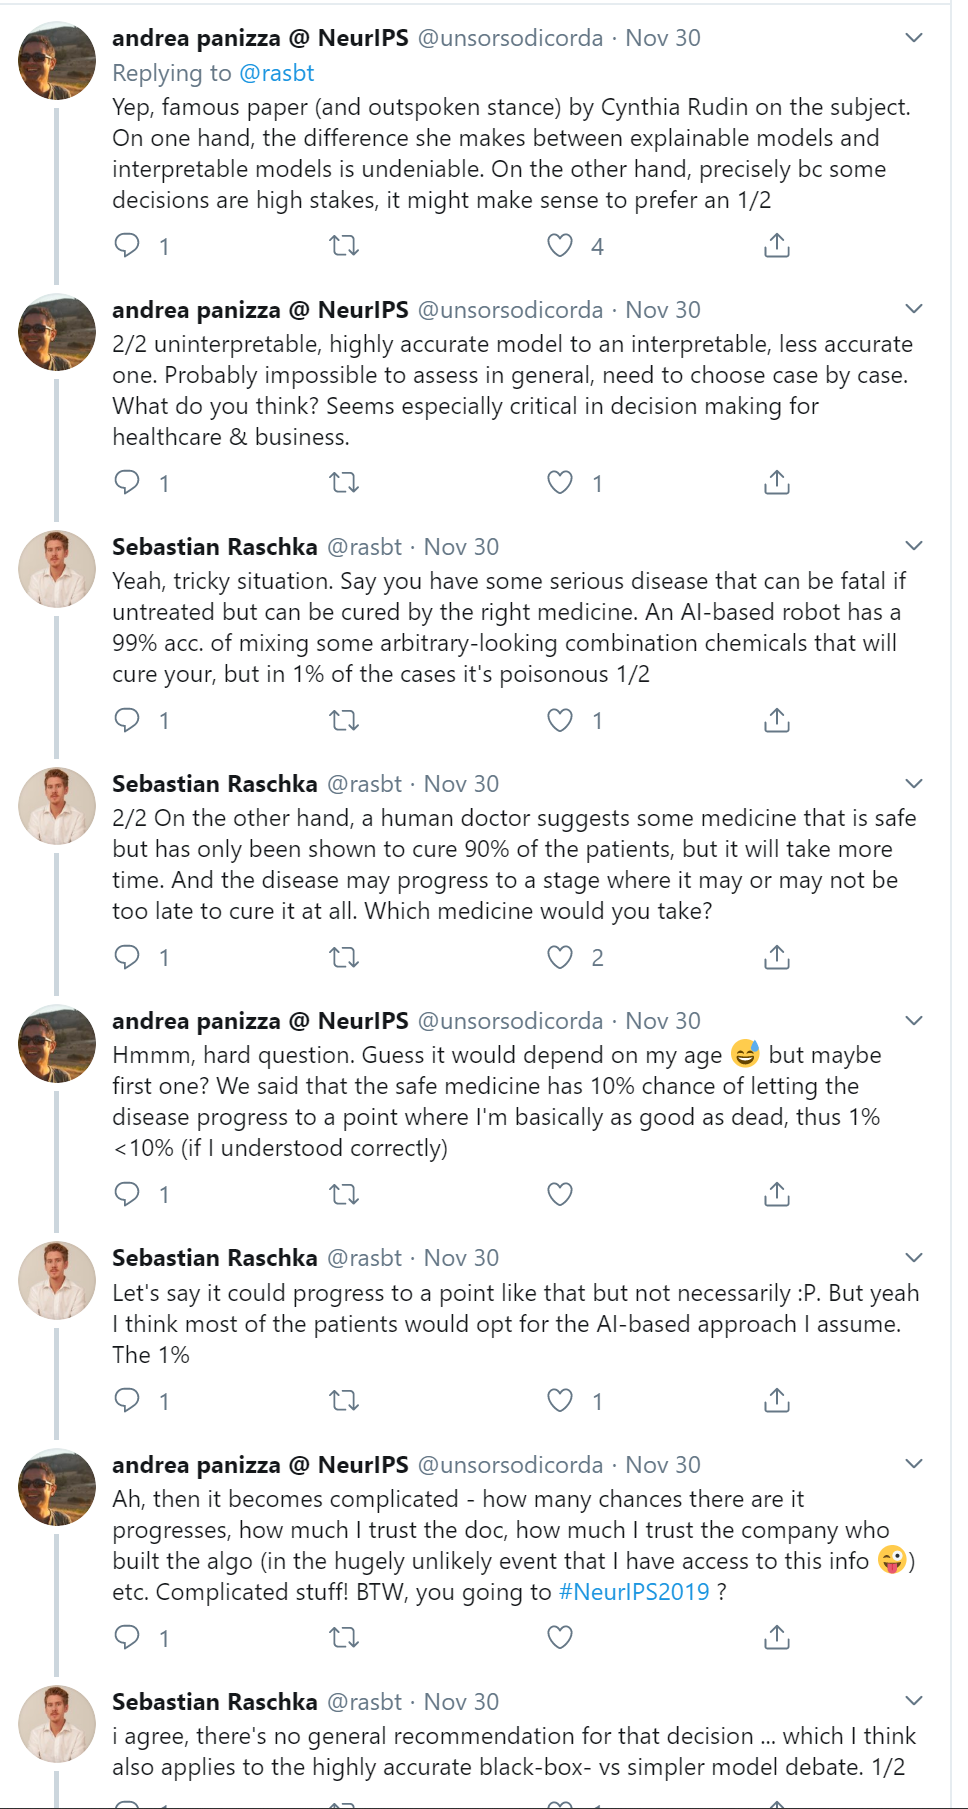 andrea panizza @ NeurIPS @unsorsodicorda · Nov 30
Replying to @rasbt
Yep, famous paper (and outspoken stance) by Cynthia Rudin on the subject.
On one hand, the difference she makes between explainable models and
interpretable models is undeniable. On the other hand, precisely bc some
decisions are high stakes, it might make sense to prefer an 1/2
1 4
andrea panizza @ NeurIPS @unsorsodicorda · Nov 30
2/2 uninterpretable, highly accurate model to an interpretable, less accurate
one. Probably impossible to assess in general, need to choose case by case.
What do you think? Seems especially critical in decision making for
healthcare & business.
1 1
Sebastian Raschka @rasbt · Nov 30
Yeah, tricky situation. Say you have some serious disease that can be fatal if
untreated but can be cured by the right medicine. An AI-based robot has a
99% acc. of mixing some arbitrary-looking combination chemicals that will
cure your, but in 1% of the cases it's poisonous 1/2
1 1
Sebastian Raschka @rasbt · Nov 30
2/2 On the other hand, a human doctor suggests some medicine that is safe
but has only been shown to cure 90% of the patients, but it will take more
time. And the disease may progress to a stage where it may or may not be
too late to cure it at all. Which medicine would you take?
1 2
andrea panizza @ NeurIPS @unsorsodicorda · Nov 30
Hmmm, hard question. Guess it would depend on my age 😅 but maybe
first one? We said that the safe medicine has 10% chance of letting the
disease progress to a point where I'm basically as good as dead, thus 1%
<10% (if I understood correctly)
1
Sebastian Raschka @rasbt · Nov 30
Let's say it could progress to a point like that but not necessarily :P. But yeah
I think most of the patients would opt for the AI-based approach I assume.
The 1%
1 1
andrea panizza @ NeurIPS @unsorsodicorda · Nov 30
Ah, then it becomes complicated - how many chances there are it
progresses, how much I trust the doc, how much I trust the company who
built the algo (in the hugely unlikely event that I have access to this info 😜)
etc. Complicated stuff! BTW, you going to #NeurIPS2019 ?
1
Sebastian Raschka @rasbt · Nov 30
i agree, there's no general recommendation for that decision ... which I think
also applies to the highly accurate black-box- vs simpler model debate. 1/2